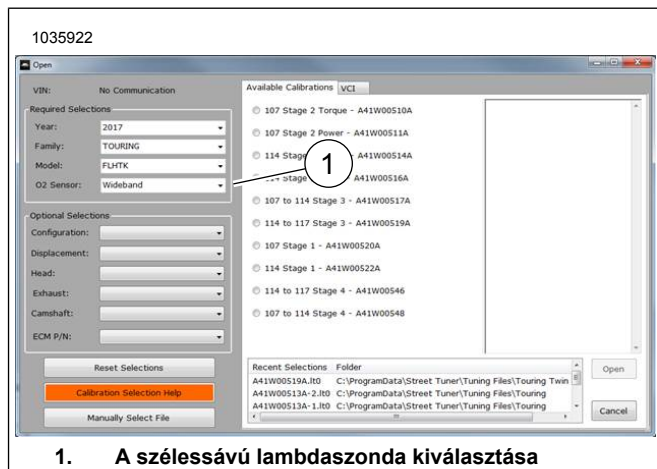 1035922
Open
VIN: No Communication
Required Selections
Year: 2017
Family: TOURING
Model: FLHTK
O2 Sensor: Wideband
Optional Selections
Configuration:
Displacement:
Head:
Exhaust:
Camshaft:
ECM P/N:
Reset Selections
Calibration Selection Help
Manually Select File
Available Calibrations VCI
107 Stage 2 Torque - A41W00510A
107 Stage 2 Power - A41W00511A
114 Stage - A41W00514A
1
114 Stage A41W00516A
107 to 114 Stage 3 - A41W00517A
114 to 117 Stage 3 - A41W00519A
107 Stage 1 - A41W00520A
114 Stage 1 - A41W00522A
114 to 117 Stage 4 - A41W00546
107 to 114 Stage 4 - A41W00548
Recent Selections Folder
A41W00519A.lt0 C:\ProgramData\Street Tuner\Tuning Files\Touring Twin
A41W00513A-2.lt0 C:\ProgramData\Street Tuner\Tuning Files\Touring
A41W00513A-1.lt0 C:\ProgramData\Street Tuner\Tuning Files\Touring
Open
Cancel
1. A szélessávú lambdaszonda kiválasztása